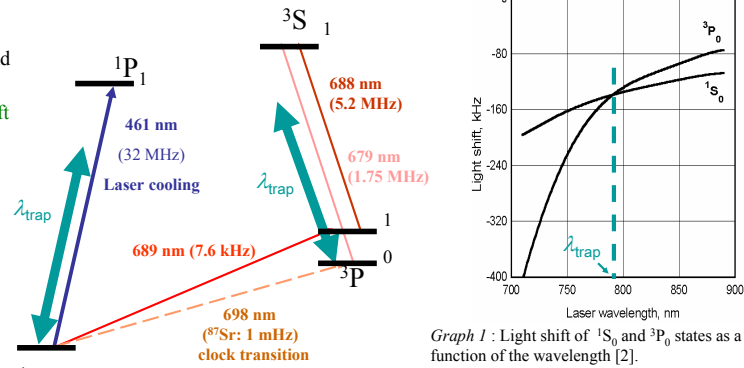 d
ft
³S 1
¹P₁
461 nm
(32 MHz)
Laser cooling
λtrap
λtrap
688 nm
(5.2 MHz)
679 nm
(1.75 MHz)
689 nm (7.6 kHz)
1
0
³P
698 nm
(⁸⁷Sr: 1 mHz)
clock transition
Light shift, kHz
0
-80
-160
-240
-320
-400
³P₀
¹S₀
λtrap
700 750 800 850 900
Laser wavelength, nm
Graph 1 : Light shift of ¹S₀ and ³P₀ states as a
function of the wavelength [2].